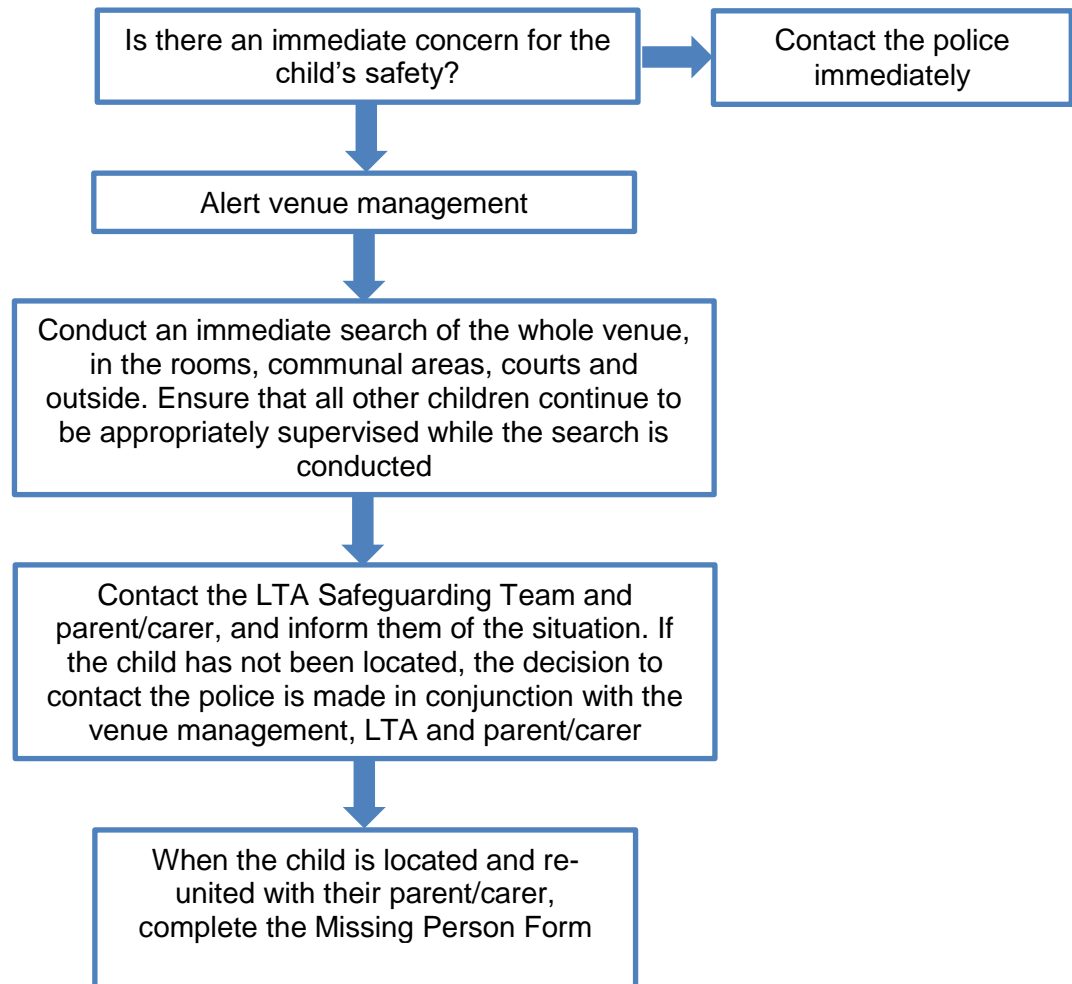 Is there an immediate concern for the
child’s safety?
Contact the police
immediately
Alert venue management
Conduct an immediate search of the whole venue,
in the rooms, communal areas, courts and
outside. Ensure that all other children continue to
be appropriately supervised while the search is
conducted
Contact the LTA Safeguarding Team and
parent/carer, and inform them of the situation. If
the child has not been located, the decision to
contact the police is made in conjunction with the
venue management, LTA and parent/carer
When the child is located and re-
united with their parent/carer,
complete the Missing Person Form